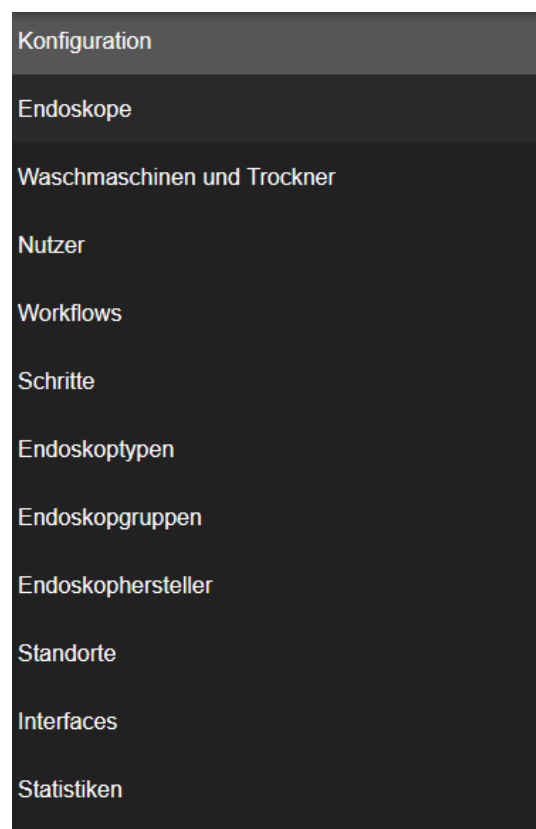 Konfiguration
Endoskope
Waschmaschinen und Trockner
Nutzer
Workflows
Schritte
Endoskoptypen
Endoskopgruppen
Endoskophersteller
Standorte
Interfaces
Statistiken